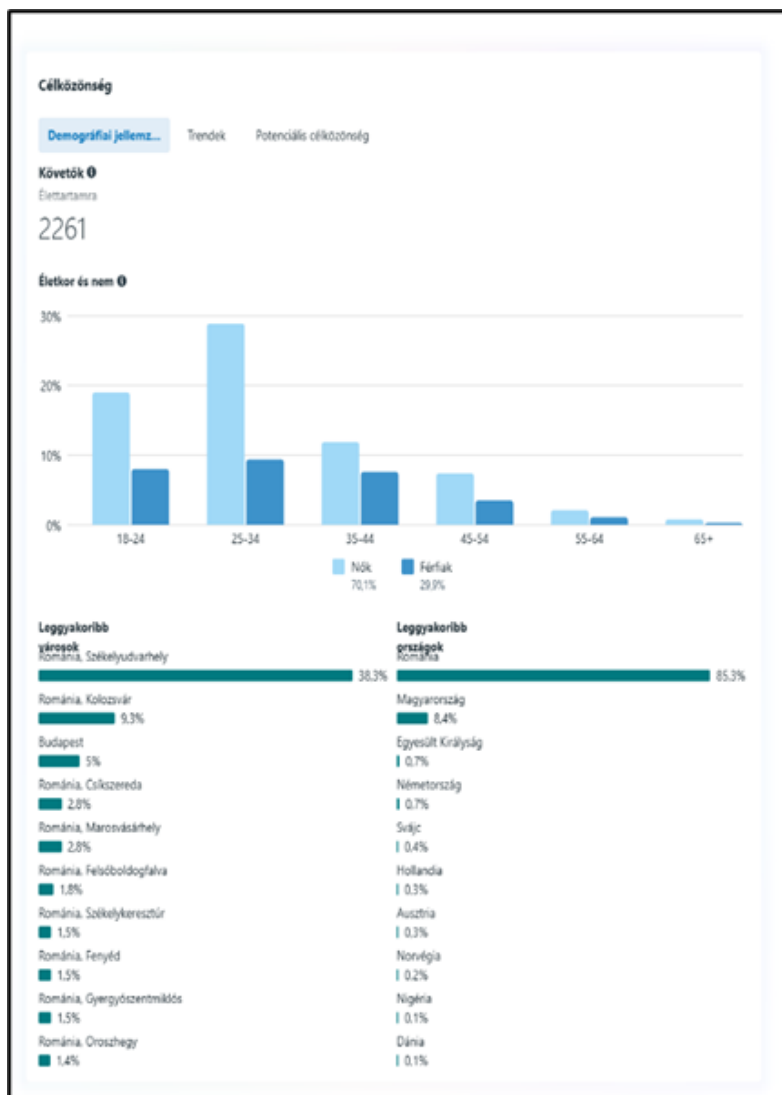 Célközönség
Demográfiai jellemz... Trendek Potenciális célközönség
Követők
Élettartamra
2261
Életkor és nem
30%
20%
10%
0%
18-24 25-34 35-44 45-54 55-64 65+
Nők Férfiak
70,1% 29,9%
Leggyakoribb városok
Románia, Székelyudvarhely
38,3%
Románia, Kolozsvár
9,3%
Budapest
5%
Románia, Csíkszereda
2,8%
Románia, Marosvásárhely
2,8%
Románia, Felsőboldogfalva
1,8%
Románia, Székelykeresztúr
1,5%
Románia, Fenyéd
1,5%
Románia, Gyergyószentmiklós
1,5%
Románia, Oroszhegy
1,4%
Leggyakoribb országok
Románia
85,3%
Magyarország
8,4%
Egyesült Királyság
0,7%
Németország
0,7%
Svájc
0,4%
Hollandia
0,3%
Ausztria
0,3%
Norvégia
0,2%
Nigéria
0,1%
Dánia
0,1%